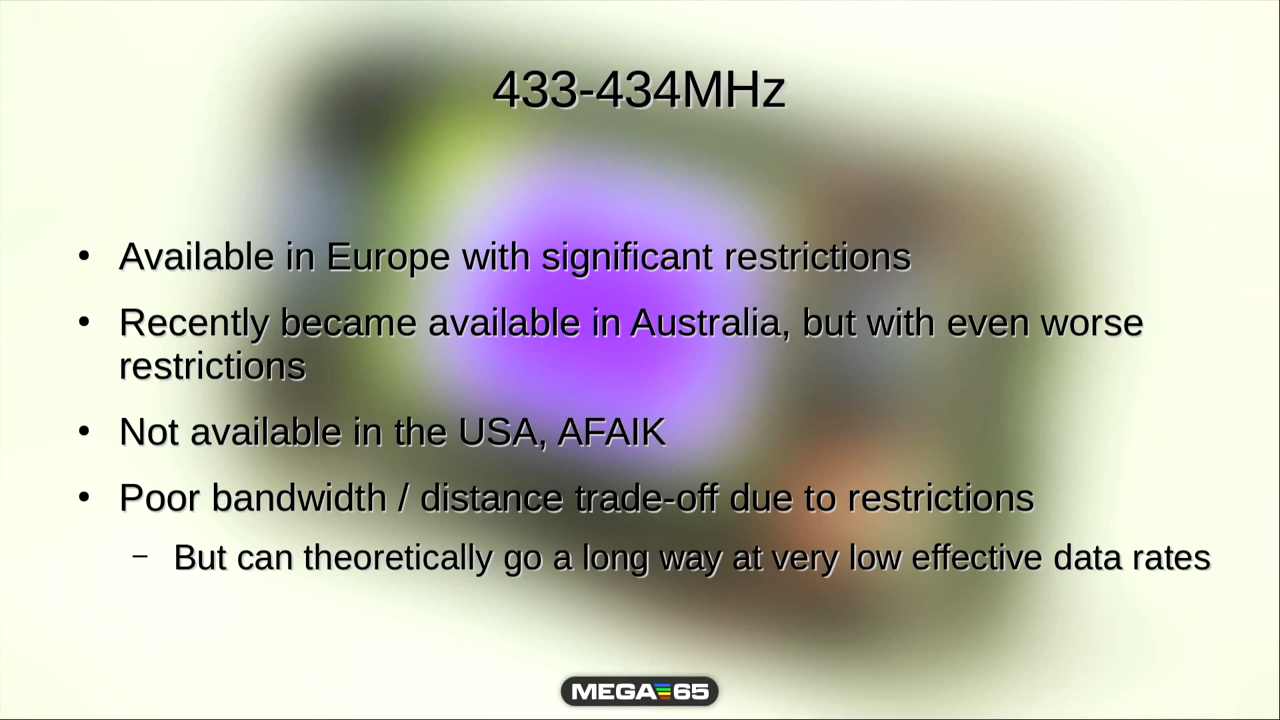 433-434MHz
• Available in Europe with significant restrictions
• Recently became available in Australia, but with even worse
restrictions
• Not available in the USA, AFAIK
• Poor bandwidth / distance trade-off due to restrictions
– But can theoretically go a long way at very low effective data rates
MEGA65